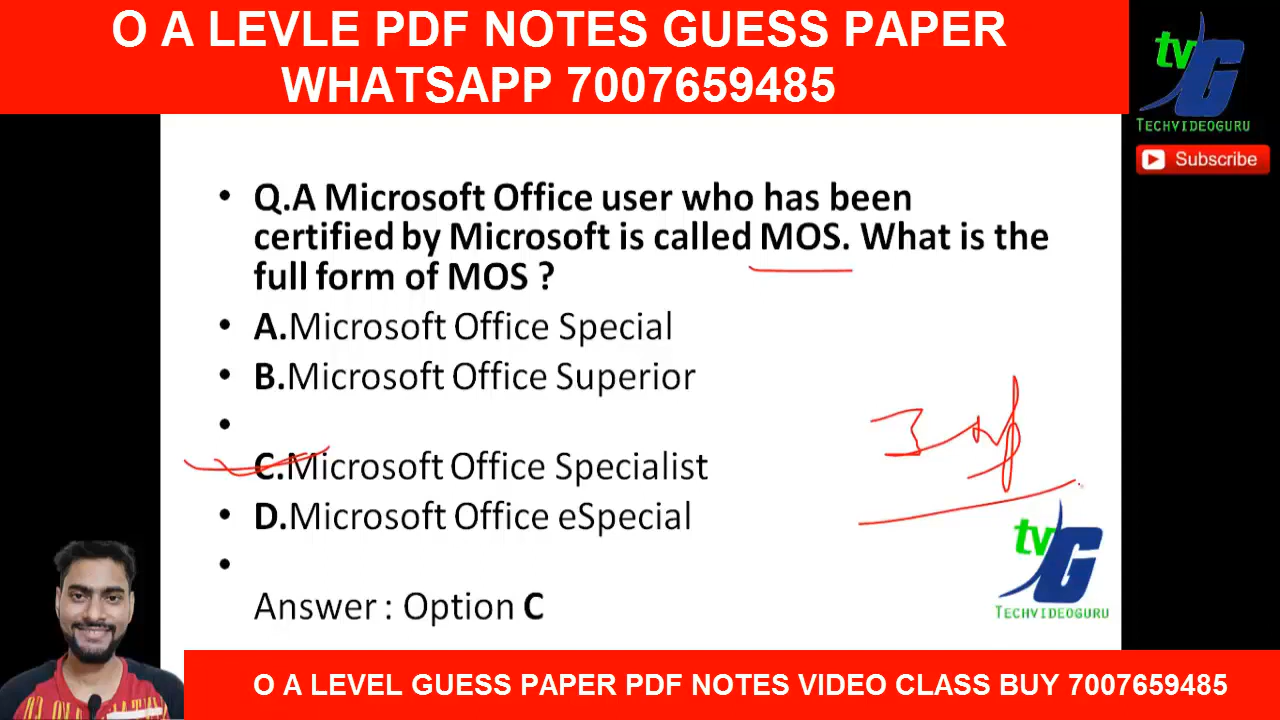 O A LEVLE PDF NOTES GUESS PAPER
WHATSAPP 7007659485
tvG
TECHVIDEOGURU
Subscribe
• Q.A Microsoft Office user who has been
certified by Microsoft is called MOS. What is the
full form of MOS ?
• A.Microsoft Office Special
• B.Microsoft Office Superior
•
• C.Microsoft Office Specialist
• D.Microsoft Office eSpecial
•
Answer : Option C
tvG
TECHVIDEOGURU
O A LEVEL GUESS PAPER PDF NOTES VIDEO CLASS BUY 7007659485